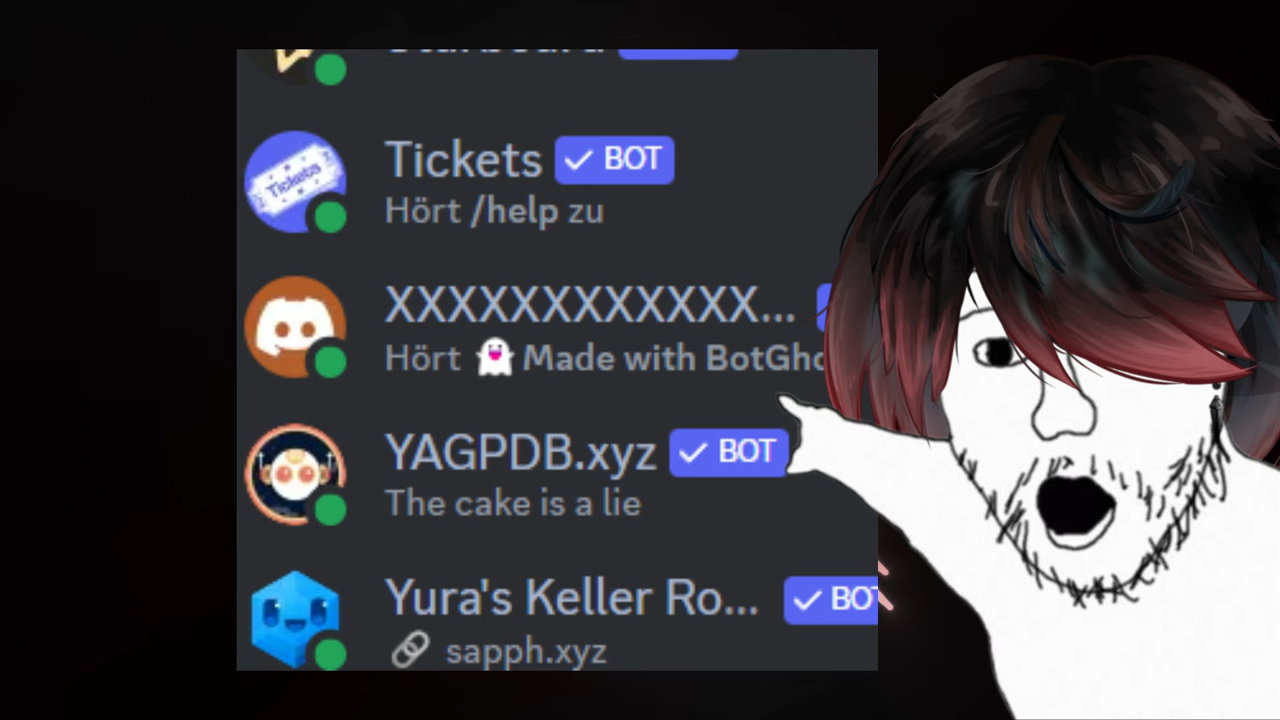 Tickets ✓ BOT
Hört /help zu
XXXXXXXXXXXX...
Hört 👻 Made with BotGho
YAGPDB.xyz ✓ BOT
The cake is a lie
Yura's Keller Ro... ✓ BOT
🔗 sapph.xyz